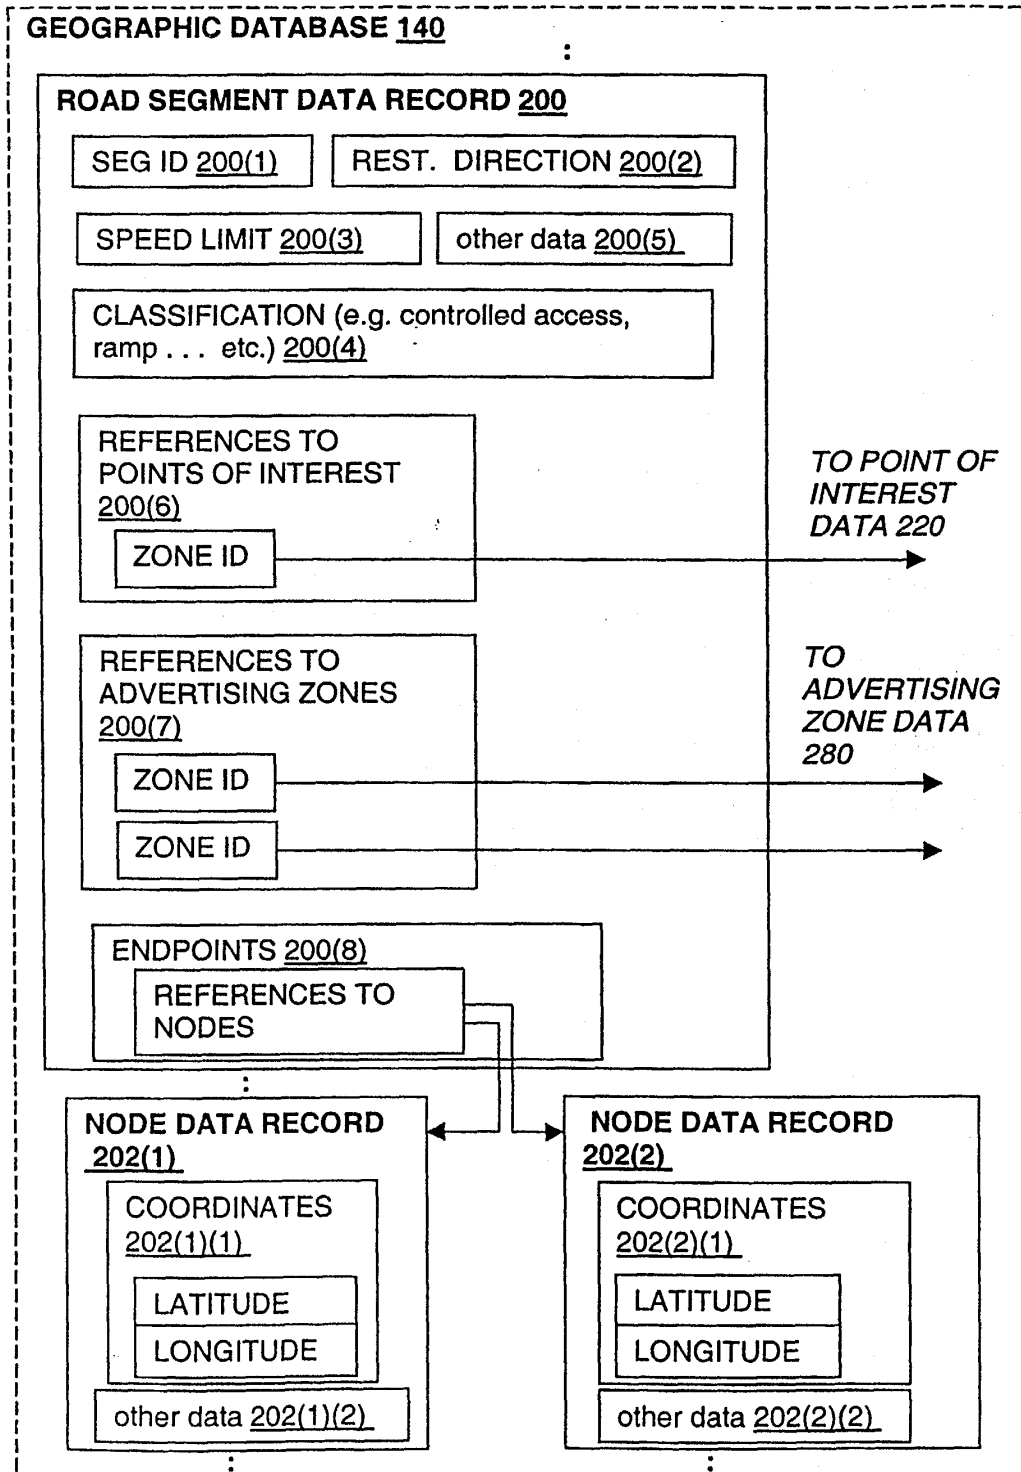 GEOGRAPHIC DATABASE 140
ROAD SEGMENT DATA RECORD 200
SEG ID 200(1)
REST. DIRECTION 200(2)
SPEED LIMIT 200(3)
other data 200(5)
CLASSIFICATION (e.g. controlled access,
ramp . . . etc.) 200(4)
REFERENCES TO
POINTS OF INTEREST
200(6)
ZONE ID
TO POINT OF
INTEREST
DATA 220
REFERENCES TO
ADVERTISING ZONES
200(7)
ZONE ID
ZONE ID
TO
ADVERTISING
ZONE DATA
280
ENDPOINTS 200(8)
REFERENCES TO
NODES
NODE DATA RECORD
202(1)
COORDINATES
202(1)(1)
LATITUDE
LONGITUDE
other data 202(1)(2)
NODE DATA RECORD
202(2)
COORDINATES
202(2)(1)
LATITUDE
LONGITUDE
other data 202(2)(2)